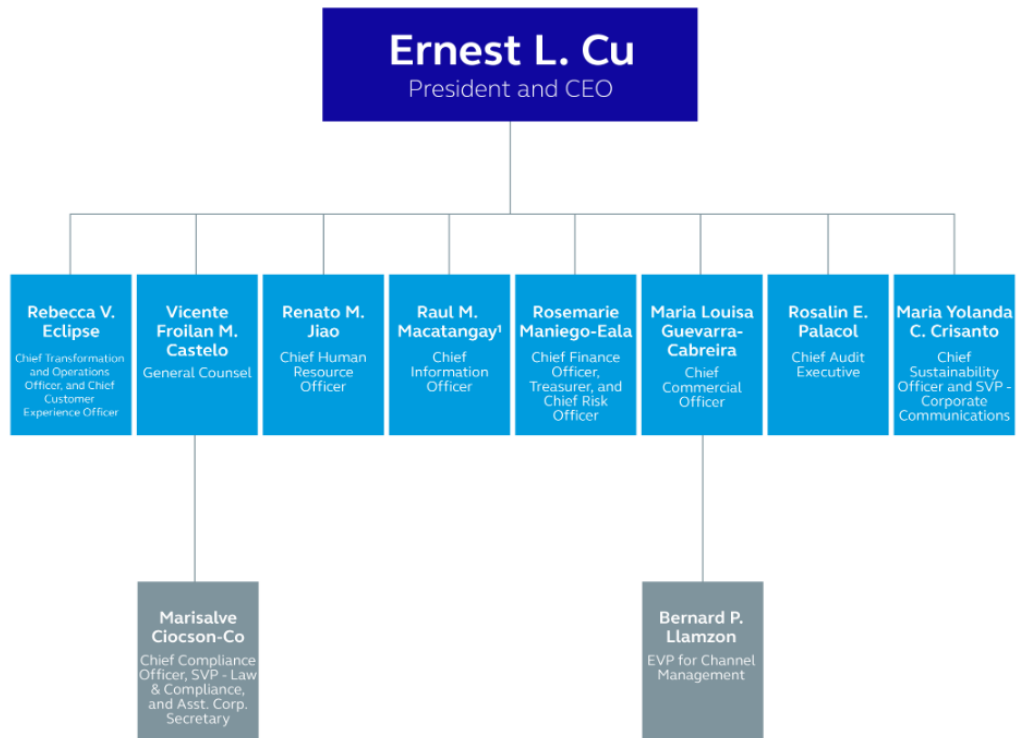 Ernest L. Cu
President and CEO
Rebecca V.
Eclipse
Chief Transformation
and Operations
Officer, and Chief
Customer
Experience Officer
Vicente
Froilan M.
Castelo
General Counsel
Renato M.
Jiao
Chief Human
Resource
Officer
Raul M.
Macatangay¹
Chief
Information
Officer
Rosemarie
Maniego-Eala
Chief Finance
Officer,
Treasurer, and
Chief Risk
Officer
Maria Louisa
Guevarra-
Cabreira
Chief
Commercial
Officer
Rosalin E.
Palacol
Chief Audit
Executive
Maria Yolanda
C. Crisanto
Chief
Sustainability
Officer and SVP -
Corporate
Communications
Marisalve
Ciocson-Co
Chief Compliance
Officer, SVP - Law
& Compliance,
and Asst. Corp.
Secretary
Bernard P.
Llamzon
EVP for Channel
Management